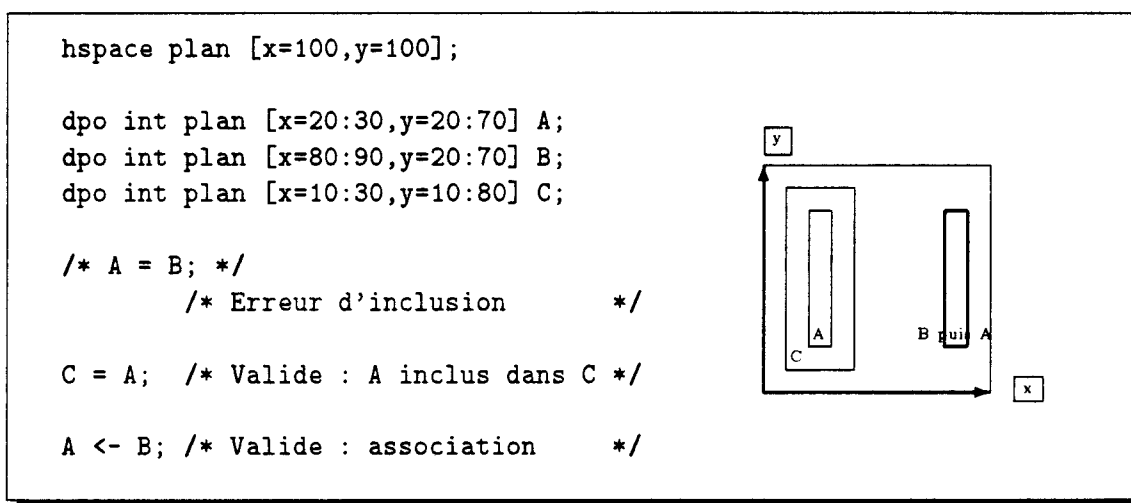 hspace plan [x=100,y=100];
dpo int plan [x=20:30,y=20:70] A;
dpo int plan [x=80:90,y=20:70] B;
dpo int plan [x=10:30,y=10:80] C;
/* A = B; */
/* Erreur d'inclusion */
C = A; /* Valide : A inclus dans C */
A <- B; /* Valide : association */
y
A
C
B puis A
x